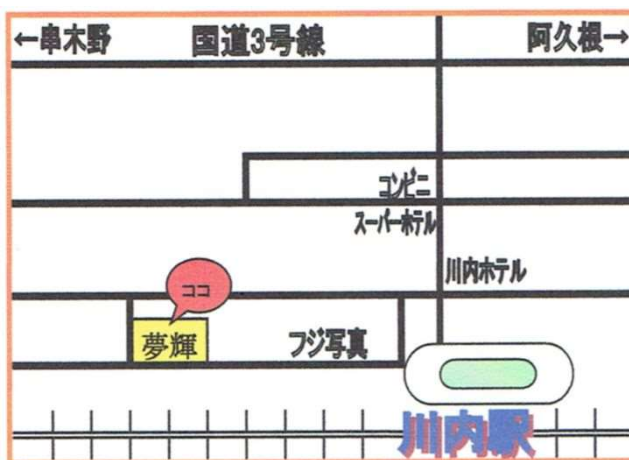 ←串木野 国道3号線 阿久根→
コンビニ
スーパーホテル
川内ホテル
ココ
夢輝
フジ写真
川内駅